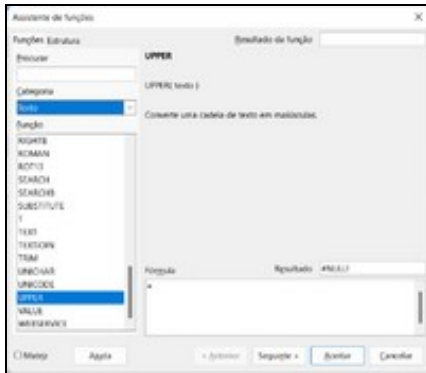 Assistente de funções
Funções Estrutura
Resultado da função
Procurar
UPPER
Categoria
UPPER( texto )
Texto
Converte uma cadeia de texto em maiúsculas.
Função
RIGHTB
ROMAN
ROT13
SEARCH
SEARCHB
SUBSTITUTE
T
TEXT
TEXTJOIN
TRIM
UNICHAR
UNICODE
UPPER
VALUE
WEBSERVICE
Fórmula
Resultado #NULL!
=
Matriz
Ajuda
< Anterior
Seguinte >
Aceitar
Cancelar